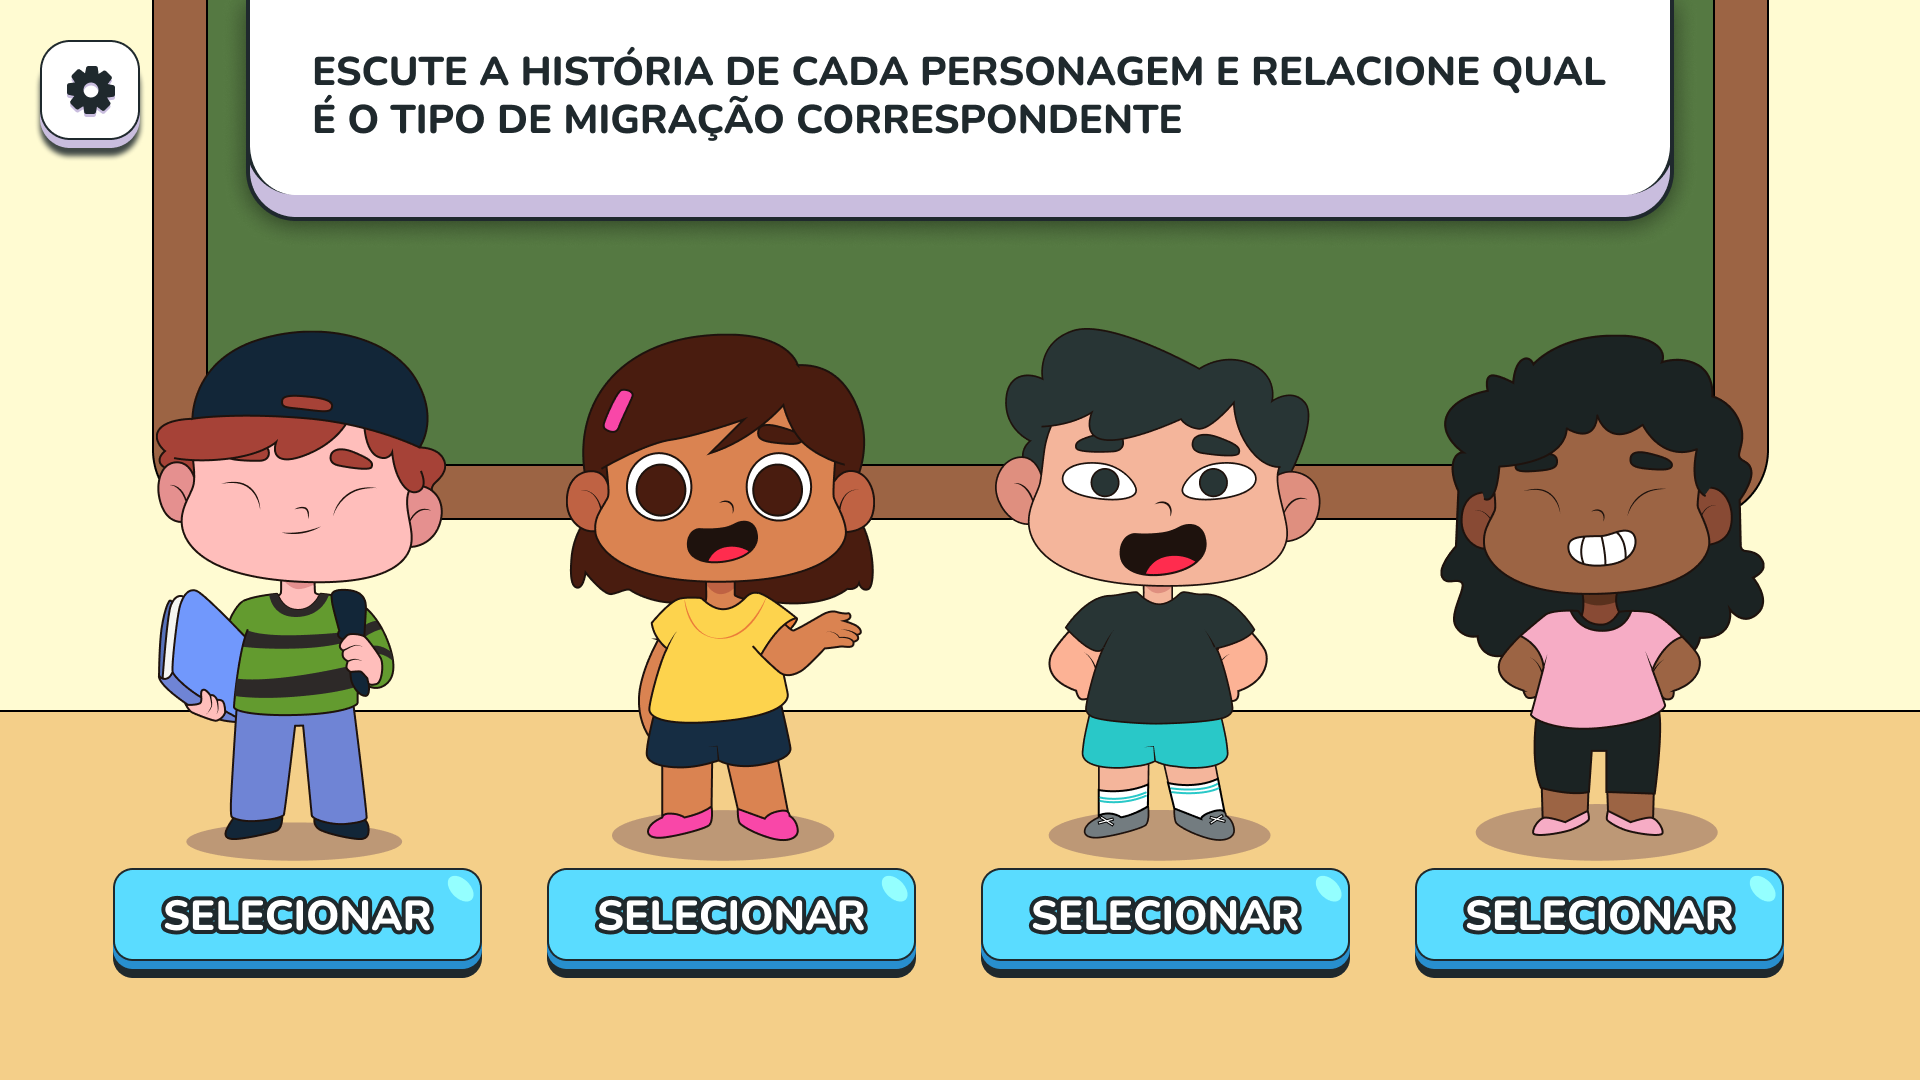 ESCUTE A HISTÓRIA DE CADA PERSONAGEM E RELACIONE QUAL
É O TIPO DE MIGRAÇÃO CORRESPONDENTE
SELECIONAR
SELECIONAR
SELECIONAR
SELECIONAR